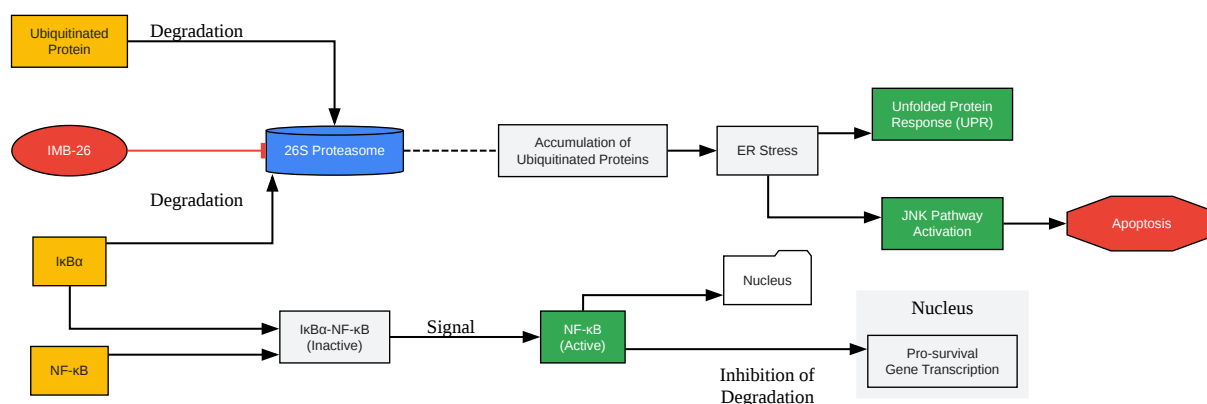 Ubiquitinated
Protein
Degradation
IMB-26
26S Proteasome
Accumulation of
Ubiquitinated Proteins
ER Stress
Unfolded Protein
Response (UPR)
Degradation
JNK Pathway
Activation
Apoptosis
IκBα
Nucleus
Nucleus
IκBα-NF-κB
(Inactive)
Signal
NF-κB
(Active)
Pro-survival
Gene Transcription
NF-κB
Inhibition of
Degradation